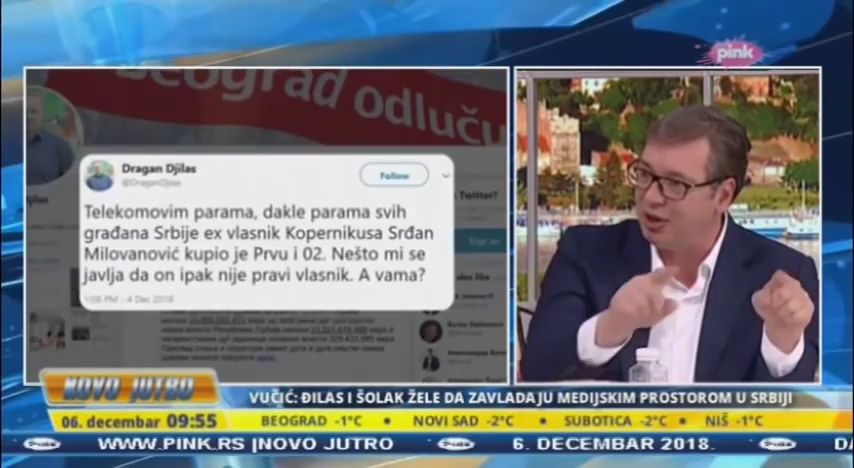 pink
Beograd odluču
Dragan Djilas
@DraganDjilas
Follow
Telekomovim parama, dakle parama svih
građana Srbije ex vlasnik Kopernikusa Srđan
Milovanović kupio je Prvu i 02. Nešto mi se
javlja da on ipak nije pravi vlasnik. A vama?
1:08 PM - 4 Dec 2018
Twitter?
NOVO JUTRO
VUČIĆ: ĐILAS I ŠOLAK ŽELE DA ZAVLADAJU MEDIJSKIM PROSTOROM U SRBIJI
06. decembar 09:55 BEOGRAD -1°C • NOVI SAD -2°C • SUBOTICA -2°C • NIŠ -1°C
WWW.PINK.RS |NOVO JUTRO 6. DECEMBAR 2018. DA